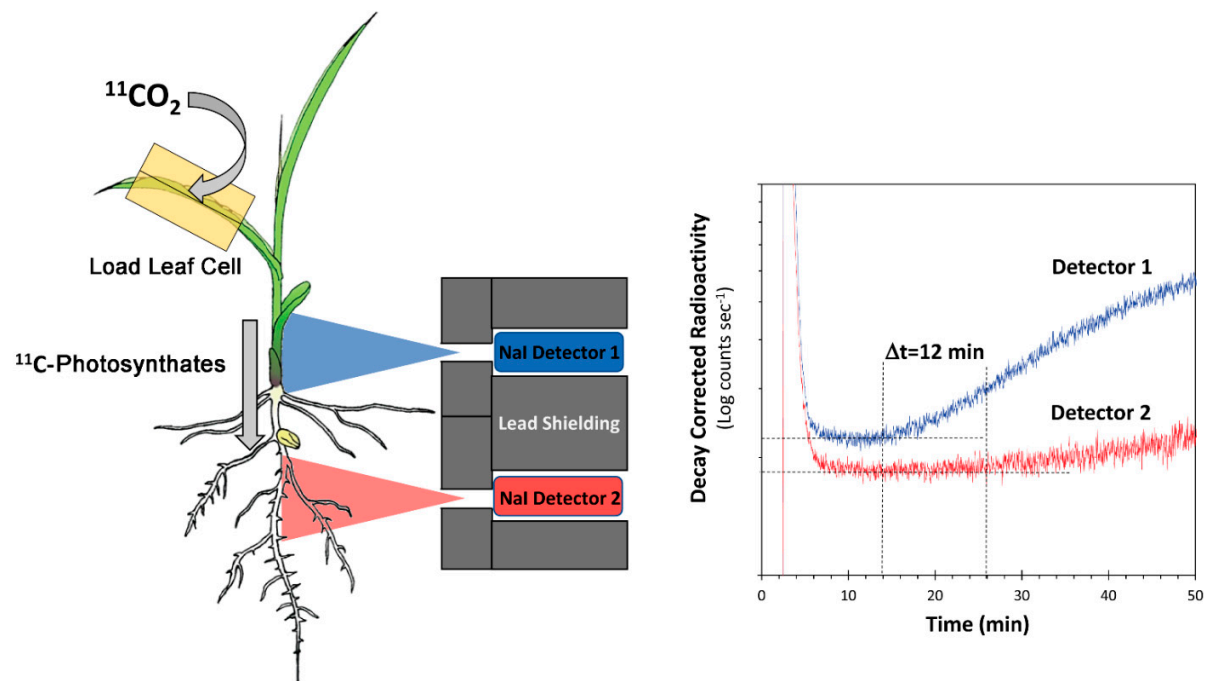 ¹¹CO₂
Load Leaf Cell
¹¹C-Photosynthates
NaI Detector 1
Lead Shielding
NaI Detector 2
Decay Corrected Radioactivity
(Log counts sec⁻¹)
Detector 1
Δt=12 min
Detector 2
0 10 20 30 40 50
Time (min)